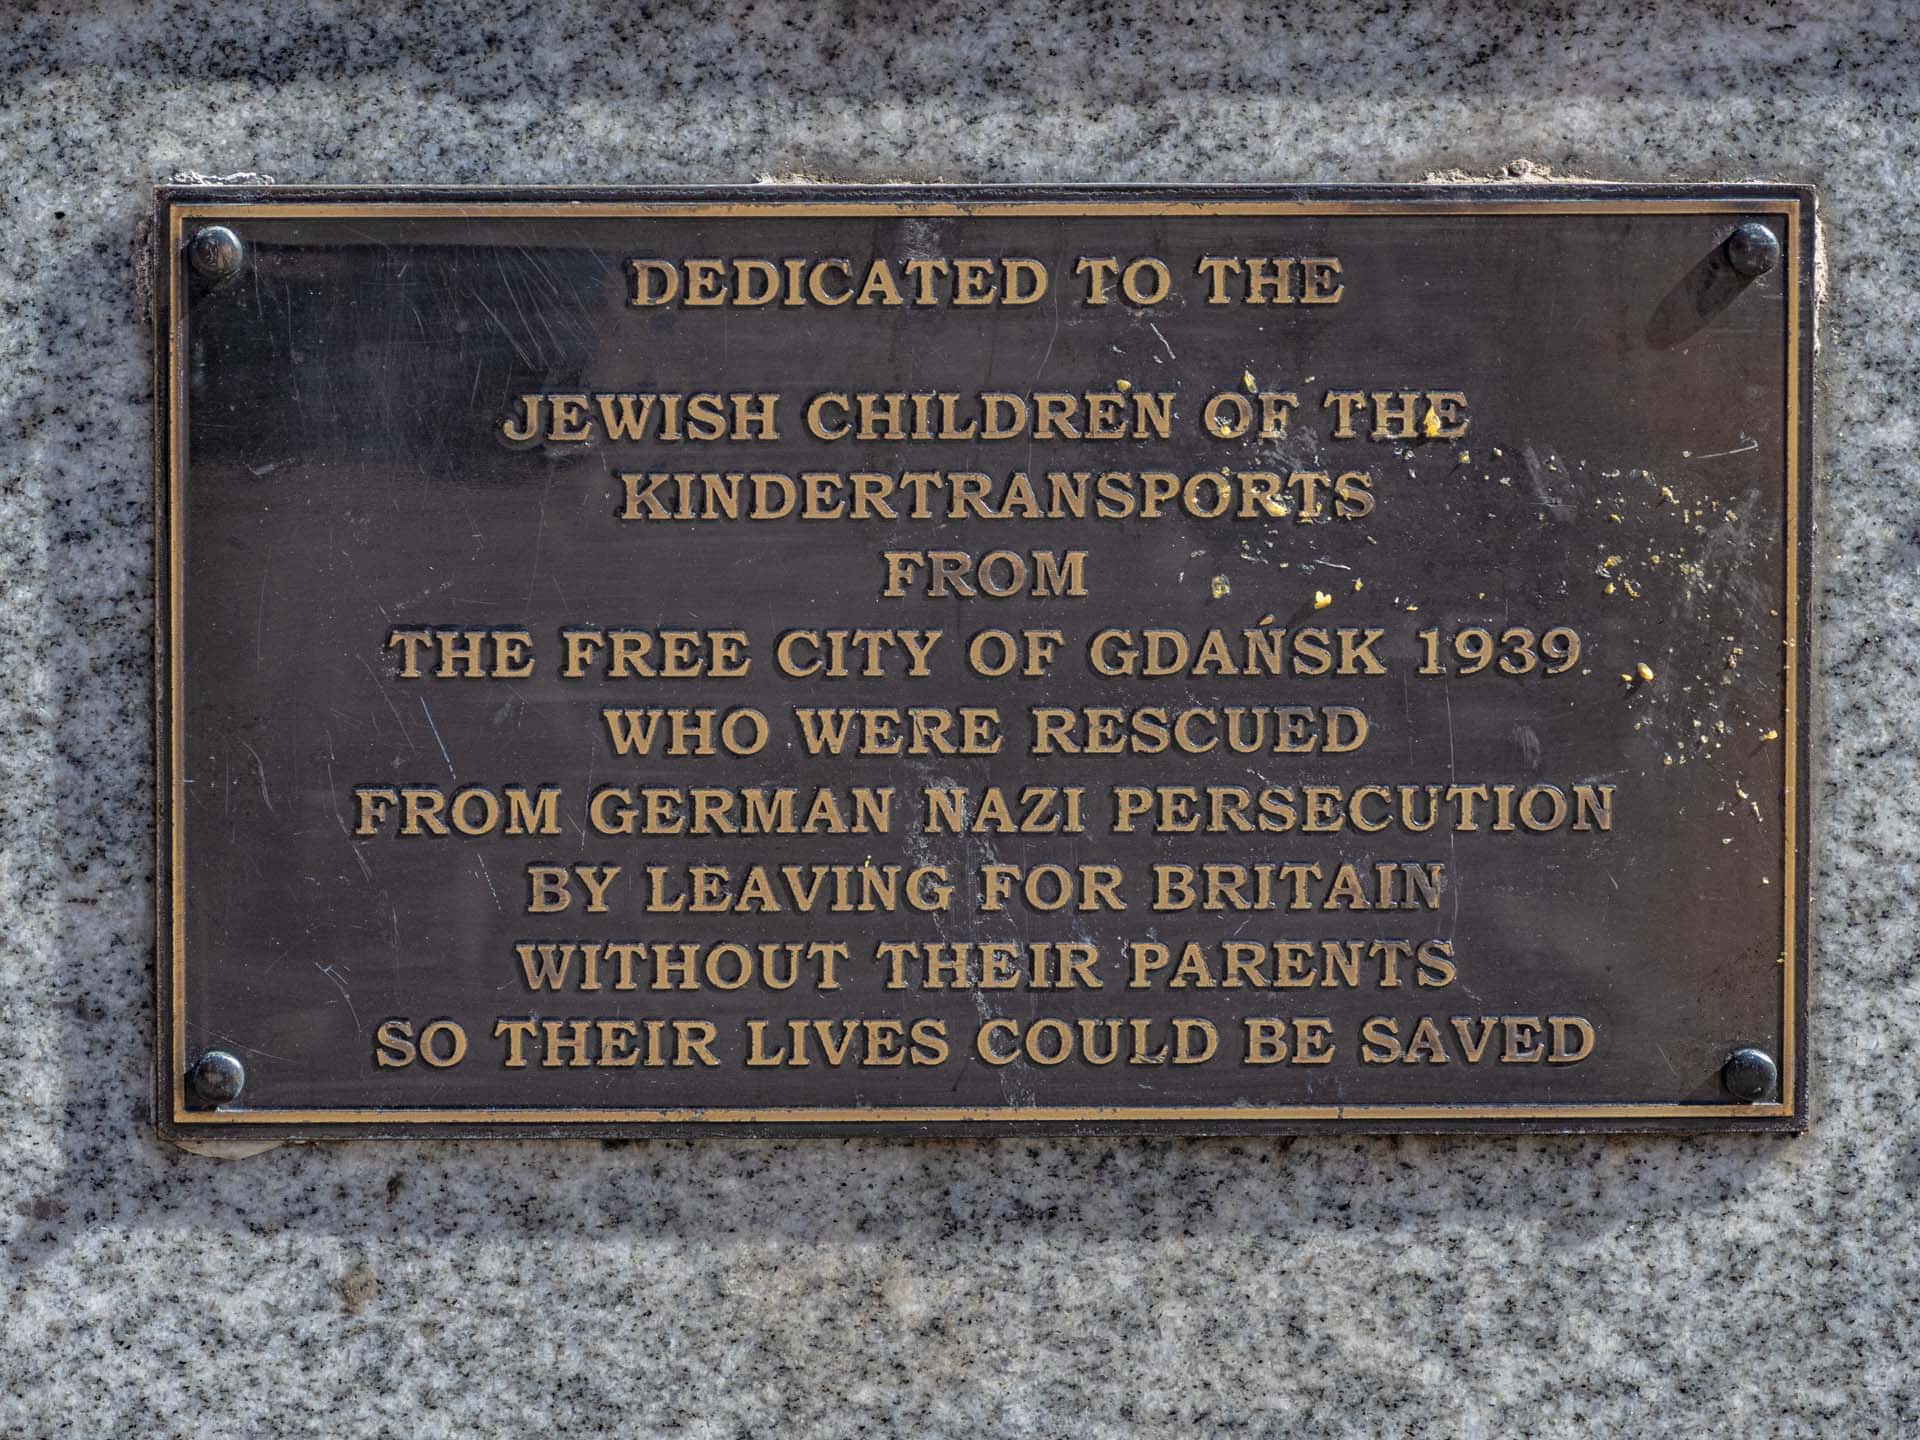 DEDICATED TO THE
JEWISH CHILDREN OF THE
KINDERTRANSPORTS
FROM
THE FREE CITY OF GDAŃSK 1939
WHO WERE RESCUED
FROM GERMAN NAZI PERSECUTION
BY LEAVING FOR BRITAIN
WITHOUT THEIR PARENTS
SO THEIR LIVES COULD BE SAVED